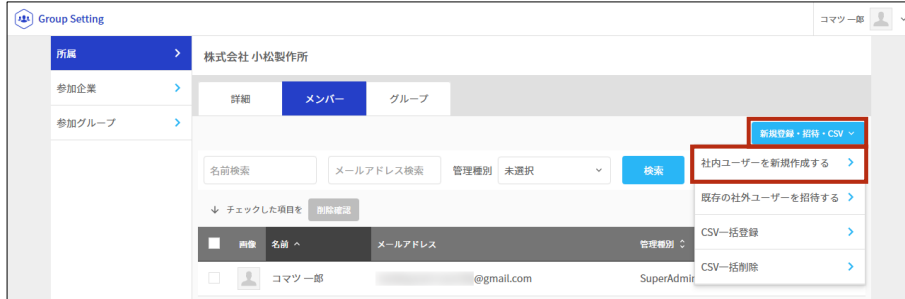 Group Setting
コマツ 一郎
所属
株式会社 小松製作所
参加企業
詳細 メンバー グループ
参加グループ
新規登録・招待・CSV
社内ユーザーを新規作成する
名前検索 メールアドレス検索 管理種別 未選択 検索
既存の社外ユーザーを招待する
↓ チェックした項目を 削除確認
CSV一括登録
画像 名前 メールアドレス 管理種別
CSV一括削除
コマツ 一郎 @gmail.com SuperAdmin